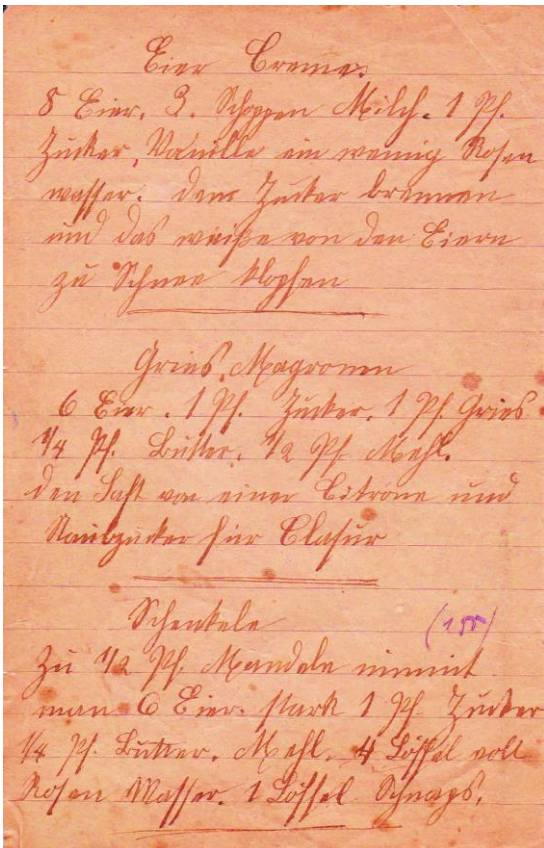 Eier Creme.
8 Eier. 3. Schoppen Milch. 1 Pf.
Zucker, Vanille ein wenig Rosen
wasser. den Zucker brennen
und das weiße von den Eiern
zu Schnee klopfen
Gries, Magronen
6 Eier. 1 Pf. Zucker. 1 Pf. Gries.
1/4 Pf. Butter. 1/2 Pf. Mehl.
den Saft von einer Citrone und
Staubzucker für Clasur
Schenkele
Zu 1/2 Pf. Mandeln nimmt
man 6 Eier. stark 1 Pf. Zucker
1/4 Pf. Butter. Mehl. 4 Löffel voll
Rosen Wasser. 1 Löffel Schnaps.